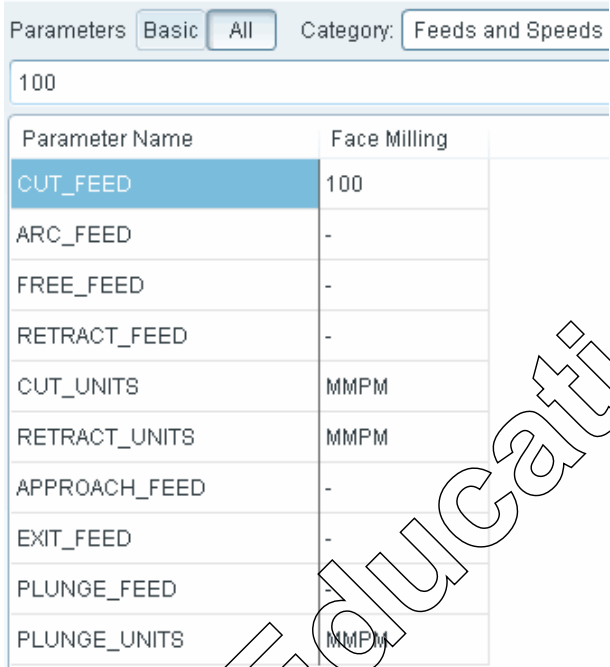 Parameters Basic All Category: Feeds and Speeds
100
Parameter Name Face Milling
CUT_FEED 100
ARC_FEED -
FREE_FEED -
RETRACT_FEED -
CUT_UNITS MMPM
RETRACT_UNITS MMPM
APPROACH_FEED -
EXIT_FEED -
PLUNGE_FEED -
PLUNGE_UNITS MMPM
Educati